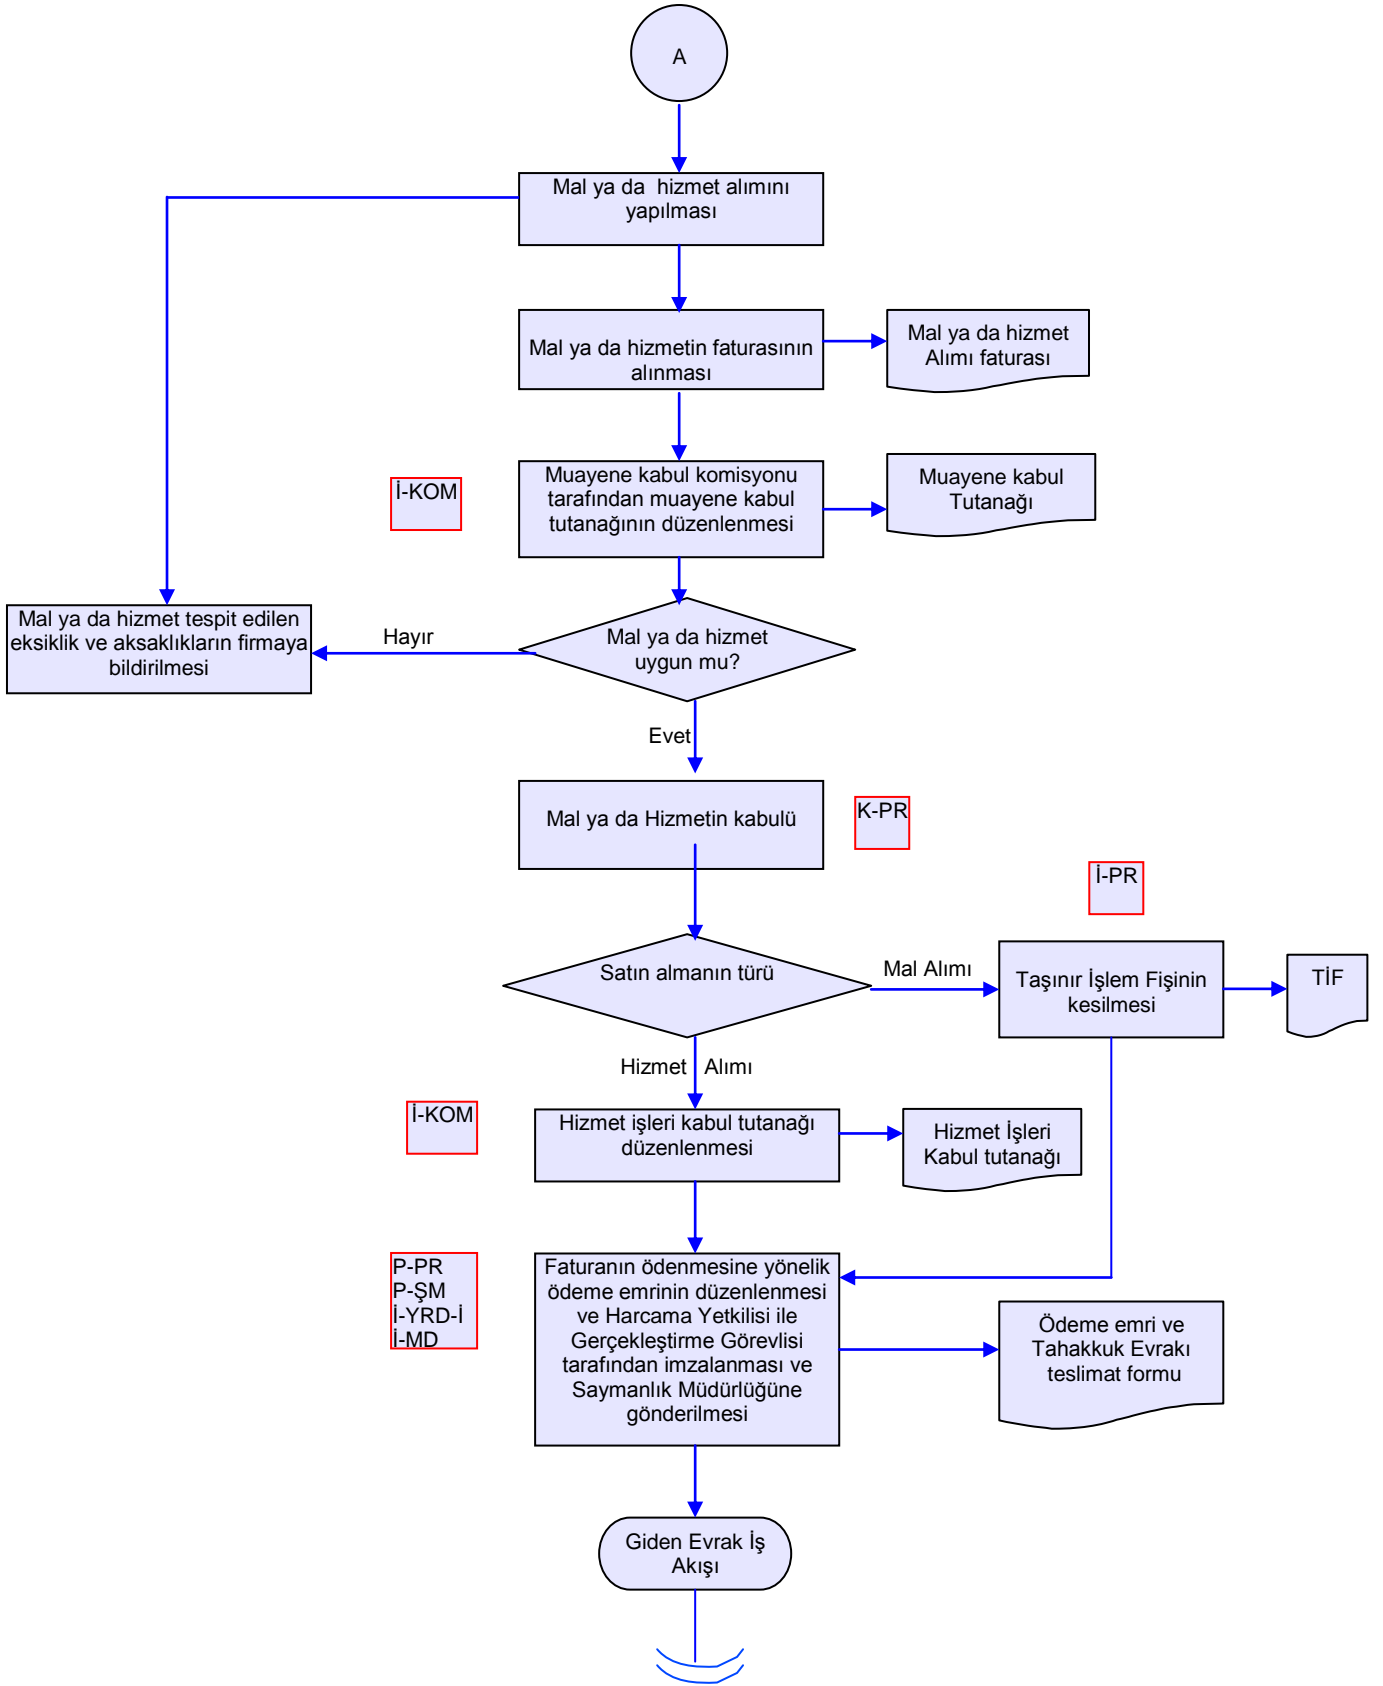 A
Mal ya da hizmet alımını
yapılması
Mal ya da hizmetin faturasının
alınması
Mal ya da hizmet
Alımı faturası
İ-KOM
Muayene kabul komisyonu
tarafından muayene kabul
tutanağının düzenlenmesi
Muayene kabul
Tutanağı
Mal ya da hizmet tespit edilen
eksiklik ve aksaklıkların firmaya
bildirilmesi
Hayır
Mal ya da hizmet
uygun mu?
Evet
Mal ya da Hizmetin kabulü
K-PR
İ-PR
Satın almanın türü
Mal Alımı
Taşınır İşlem Fişinin
kesilmesi
TİF
Hizmet Alımı
İ-KOM
Hizmet işleri kabul tutanağı
düzenlenmesi
Hizmet İşleri
Kabul tutanağı
P-PR
P-ŞM
İ-YRD-İ
İ-MD
Faturanın ödenmesine yönelik
ödeme emrinin düzenlenmesi
ve Harcama Yetkilisi ile
Gerçekleştirme Görevlisi
tarafından imzalanması ve
Saymanlık Müdürlüğüne
gönderilmesi
Ödeme emri ve
Tahakkuk Evrakı
teslimat formu
Giden Evrak İş
Akışı